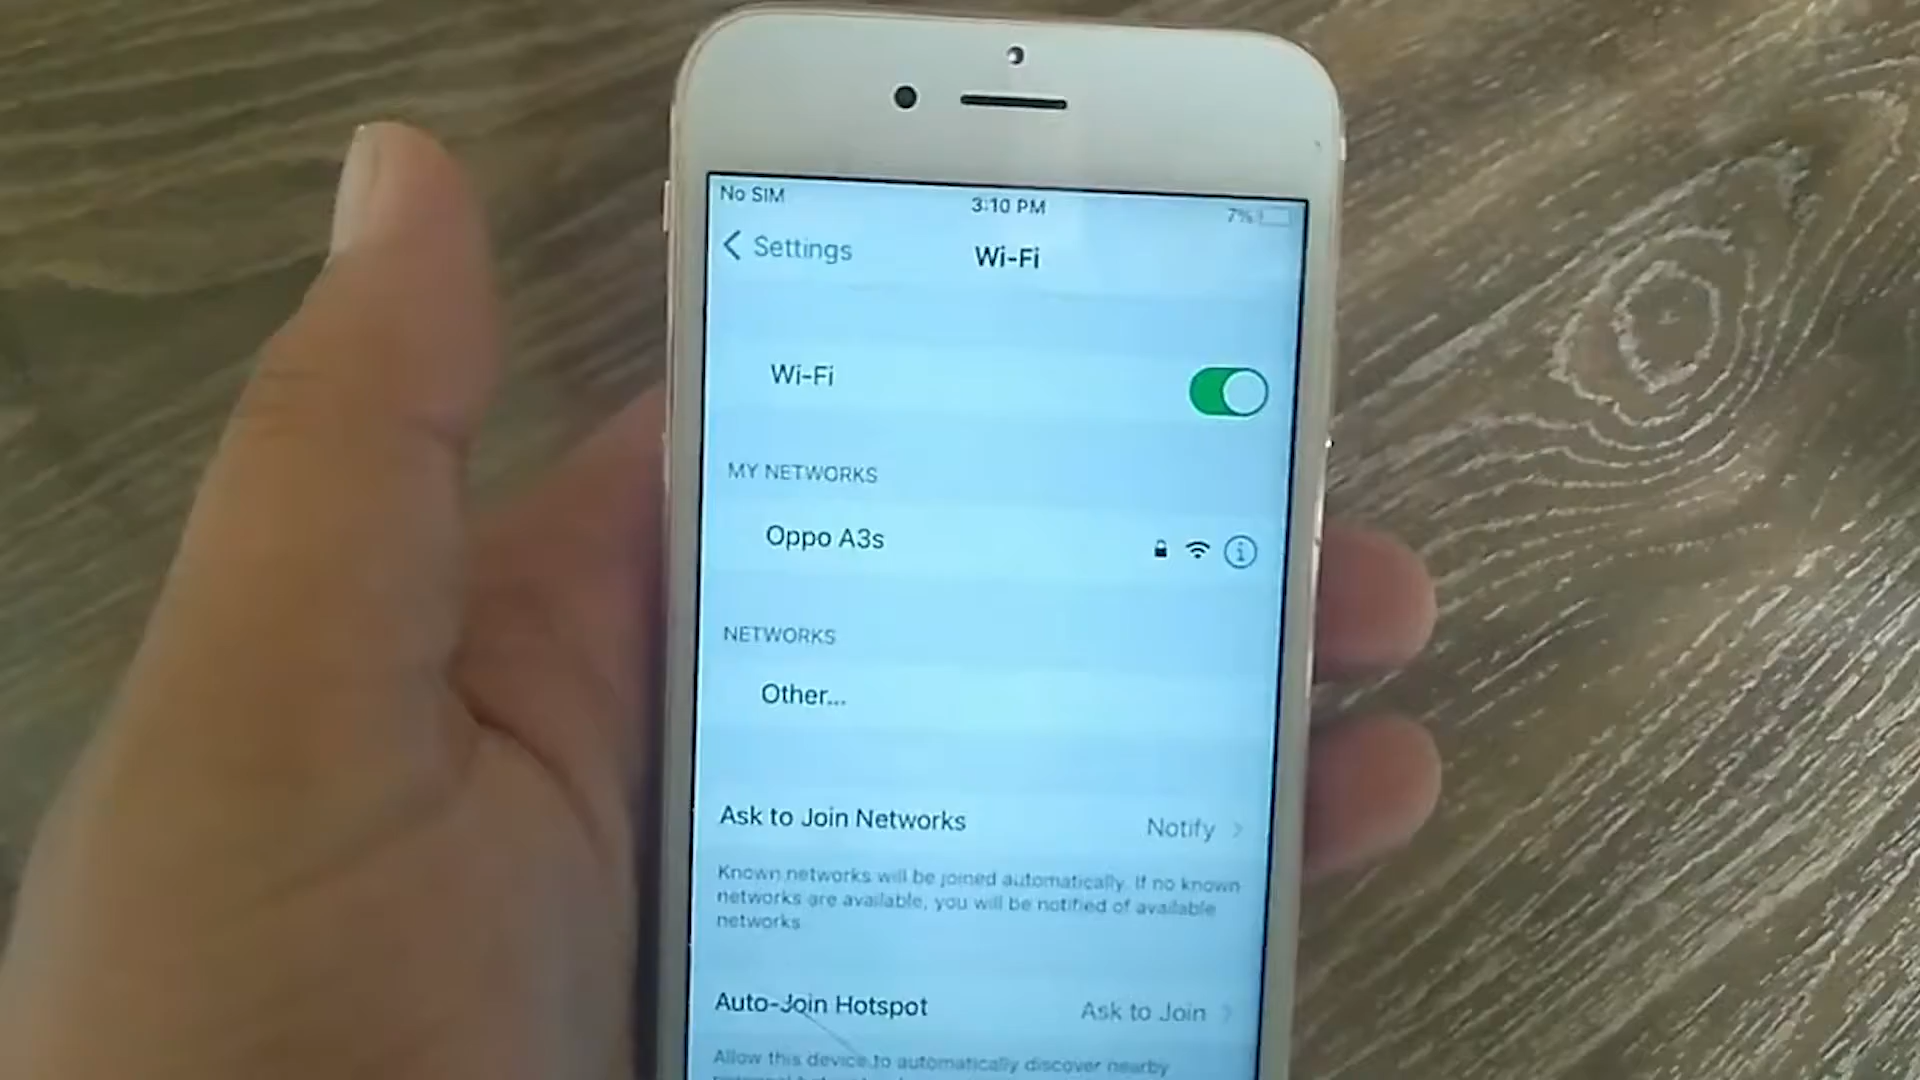 No SIM 3:10 PM 7%
Settings Wi-Fi
Wi-Fi
MY NETWORKS
Oppo A3s
NETWORKS
Other...
Ask to Join Networks Notify
Known networks will be joined automatically. If no known
networks are available, you will be notified of available
networks.
Auto-Join Hotspot Ask to Join
Allow this device to automatically discover nearby